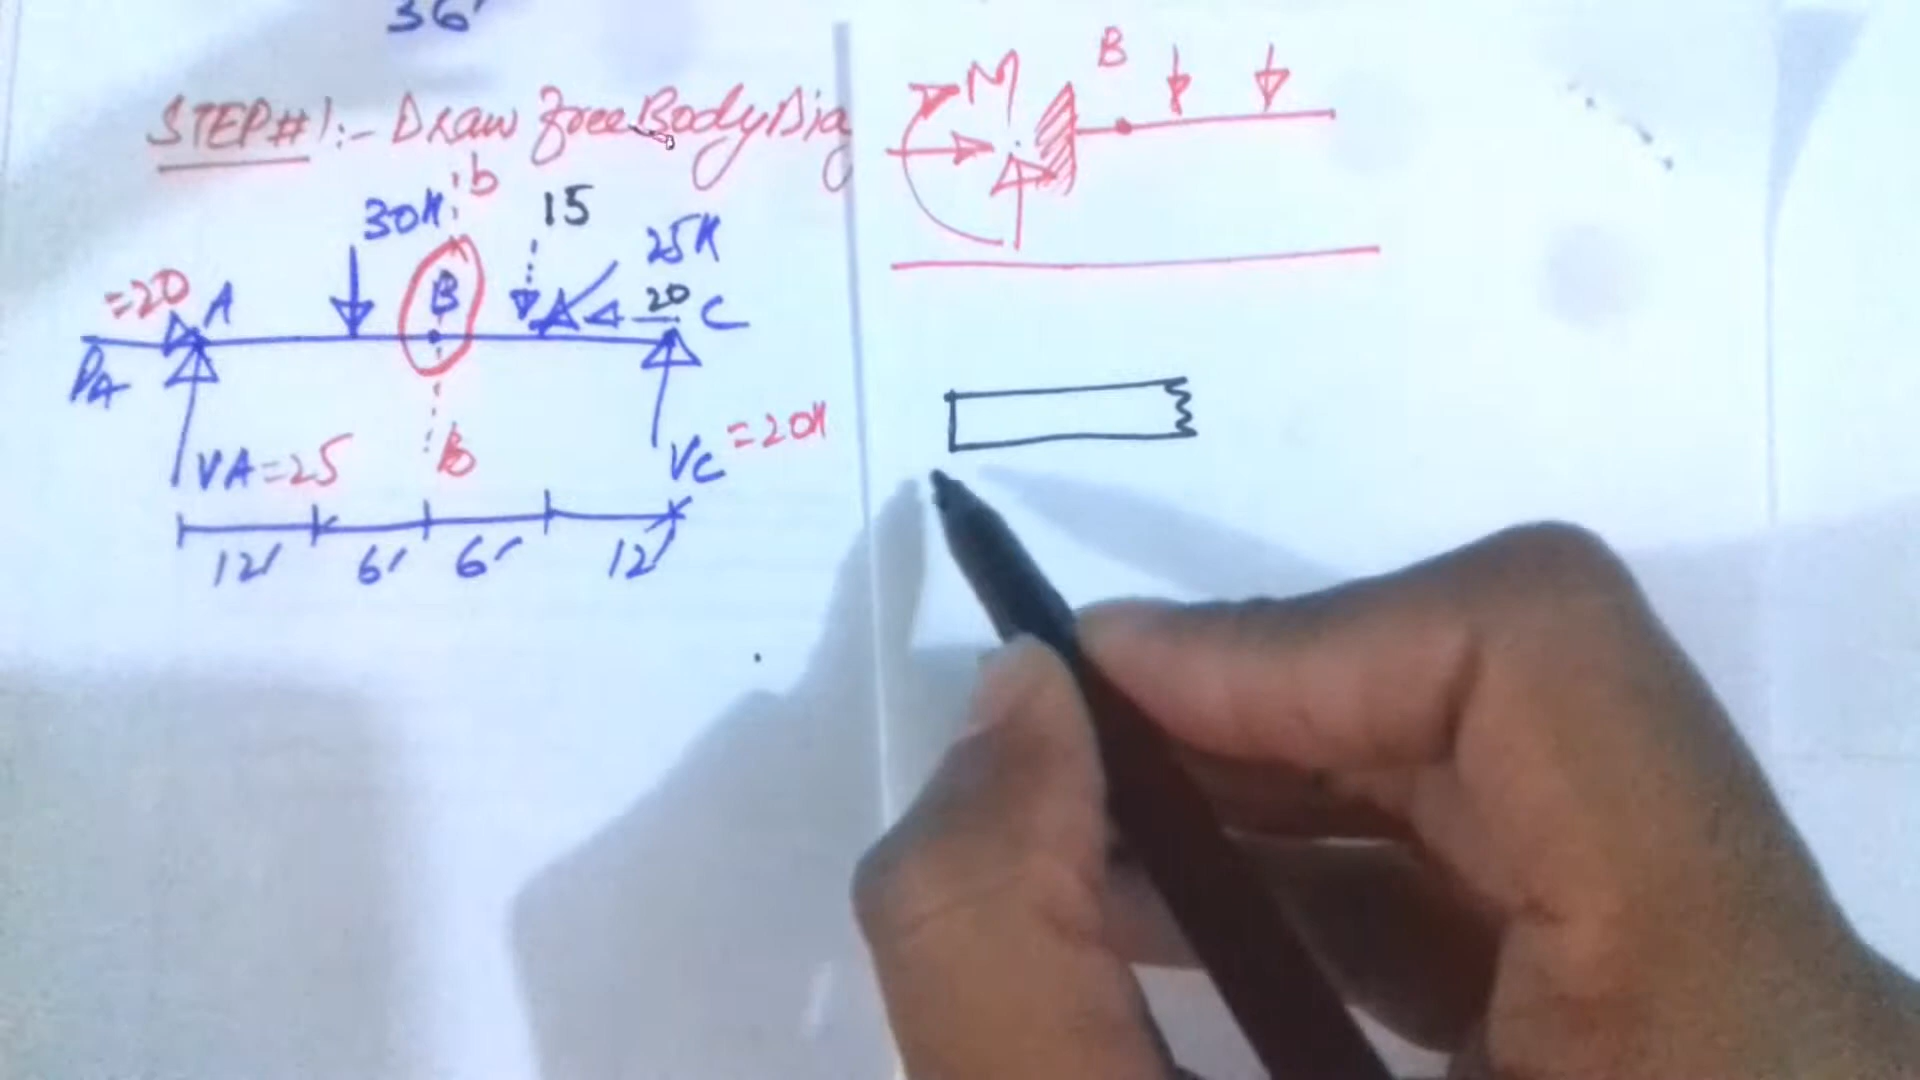 36'
STEP#1:- Draw free Body Dia
b
30K
15
25K
=20
A
B
20
C
PA
VA=25
B
VC
=20K
12'
6'
6'
12'
M
B